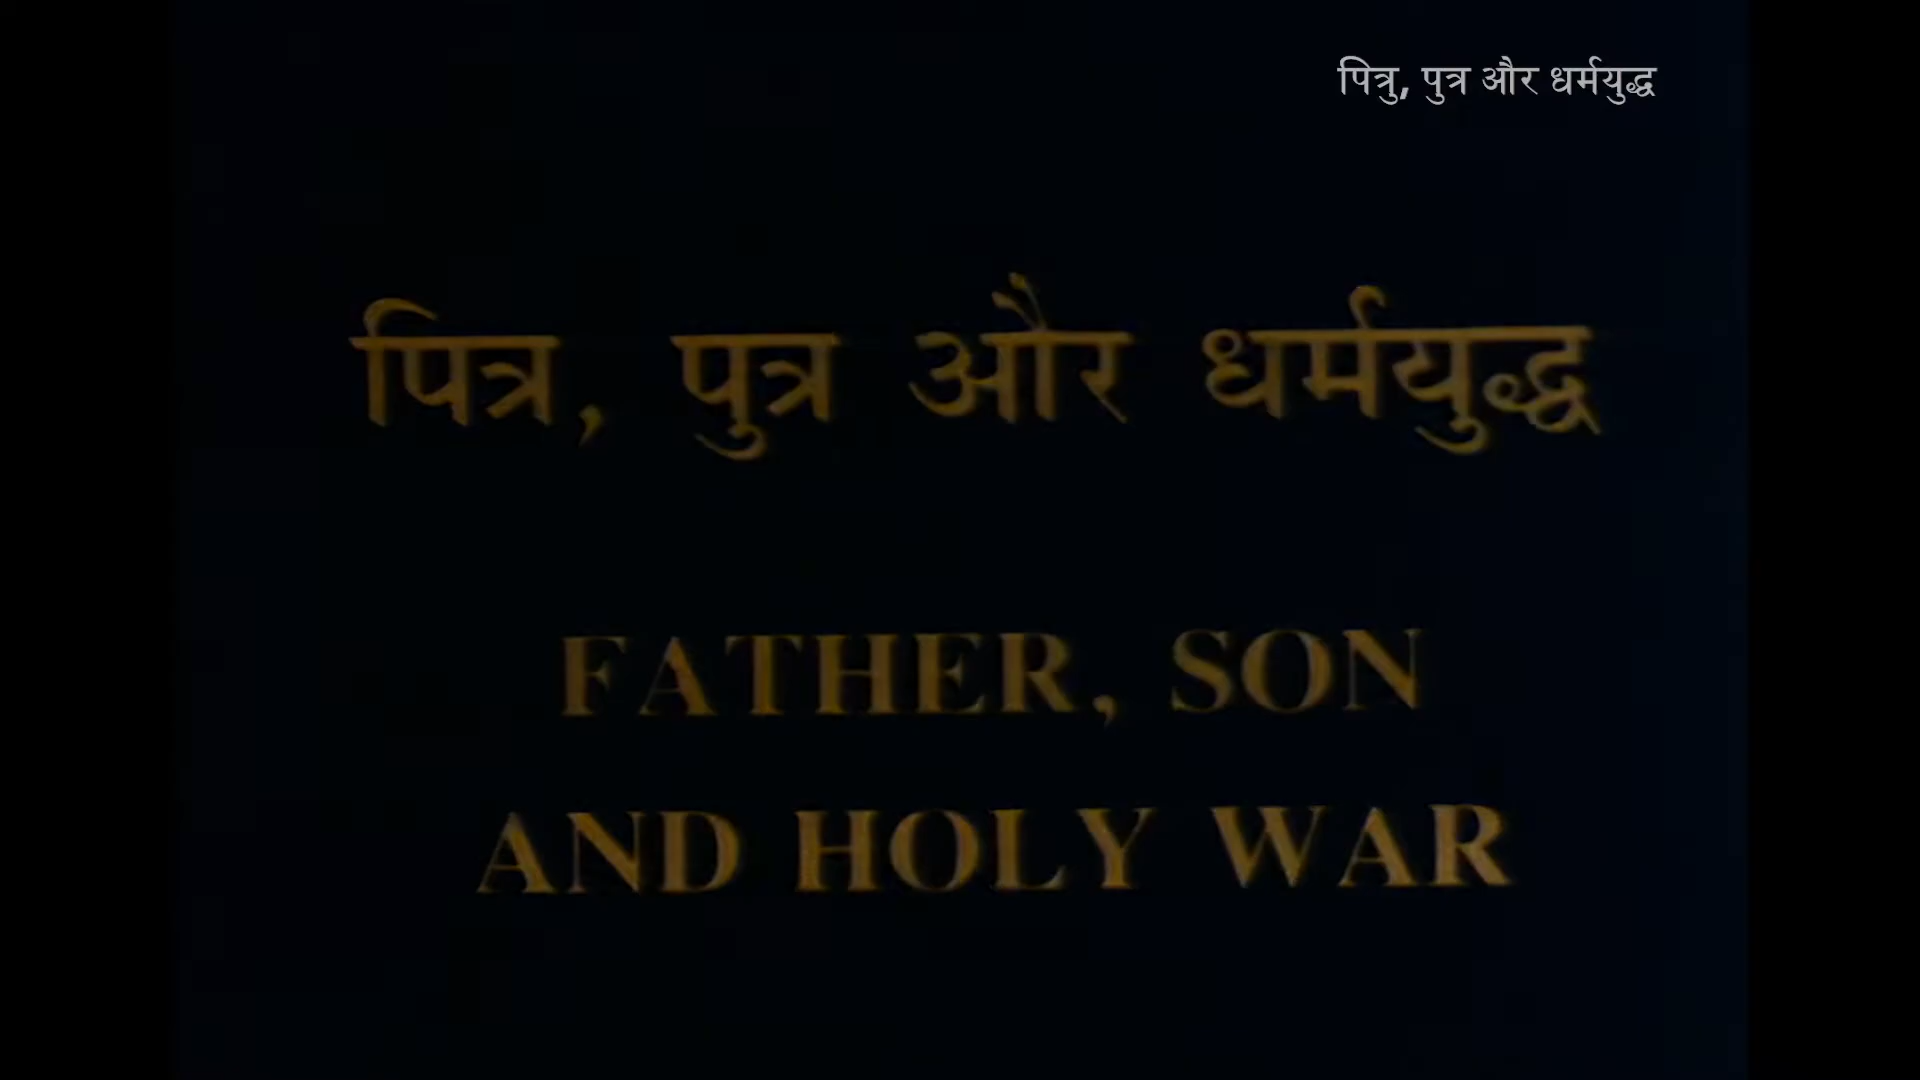 पित्रु, पुत्र और धर्मयुद्ध
पित्र, पुत्र और धर्मयुद्ध
FATHER, SON
AND HOLY WAR